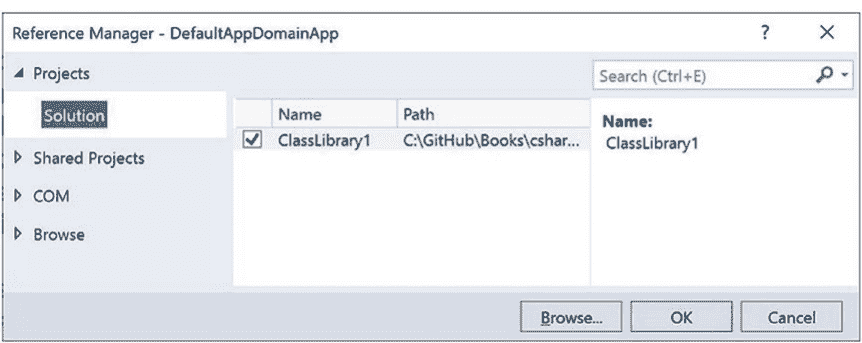 Reference Manager - DefaultAppDomainApp
Projects
Search (Ctrl+E)
Solution
Name Path
ClassLibrary1 C:\GitHub\Books\cshar...
Name:
ClassLibrary1
Shared Projects
COM
Browse
Browse... OK Cancel